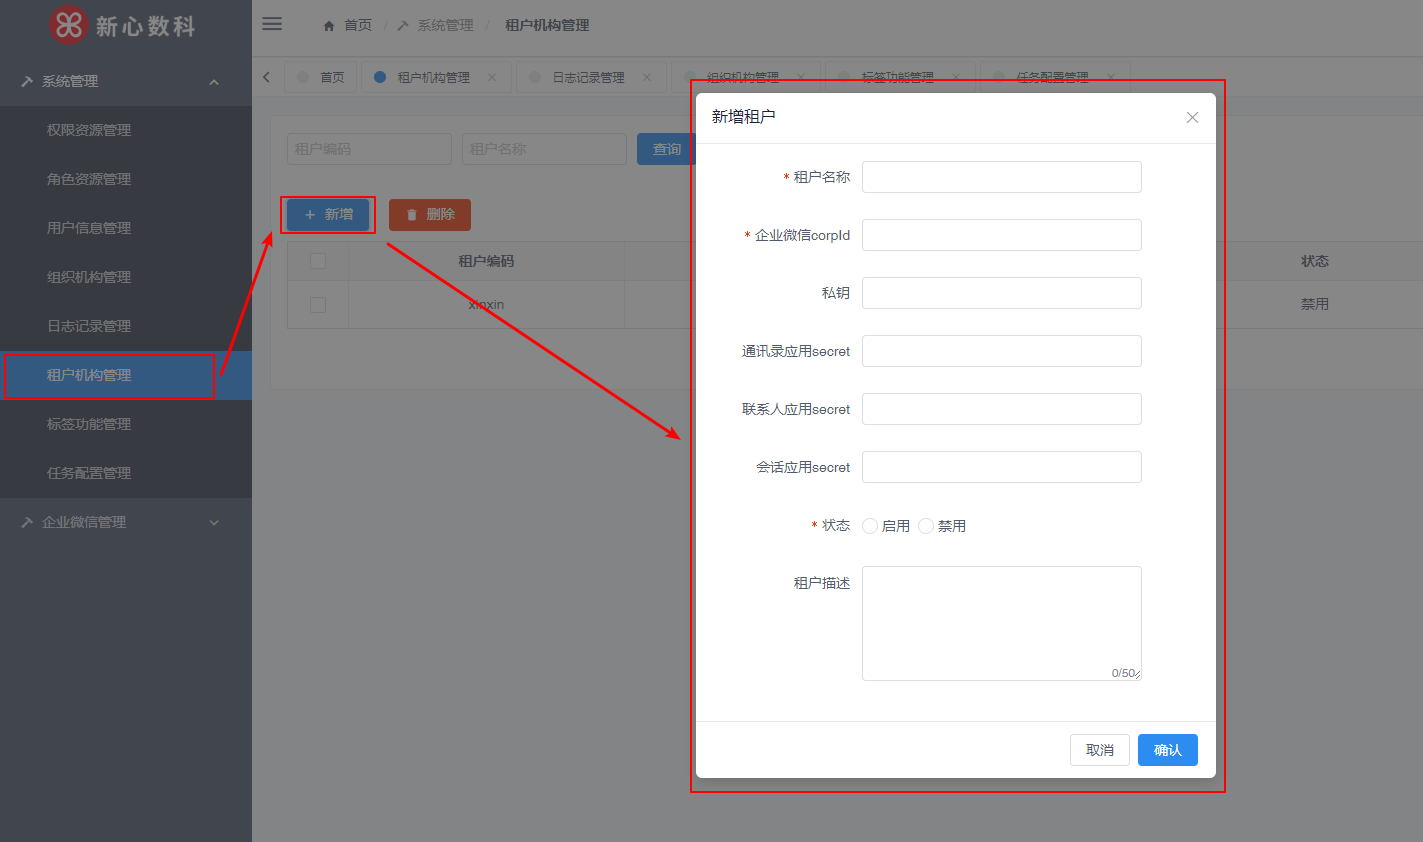 新心数科
首页 / 系统管理 / 租户机构管理
系统管理
首页
租户机构管理
日志记录管理
组织机构管理
标签功能管理
任务配置管理
权限资源管理
角色资源管理
用户信息管理
组织机构管理
日志记录管理
租户机构管理
标签功能管理
任务配置管理
企业微信管理
租户编码
租户名称
查询
新增
删除
租户编码
状态
xinxin
禁用
新增租户
* 租户名称
* 企业微信corpId
私钥
通讯录应用secret
联系人应用secret
会话应用secret
* 状态 启用 禁用
租户描述
0/50
取消
确认